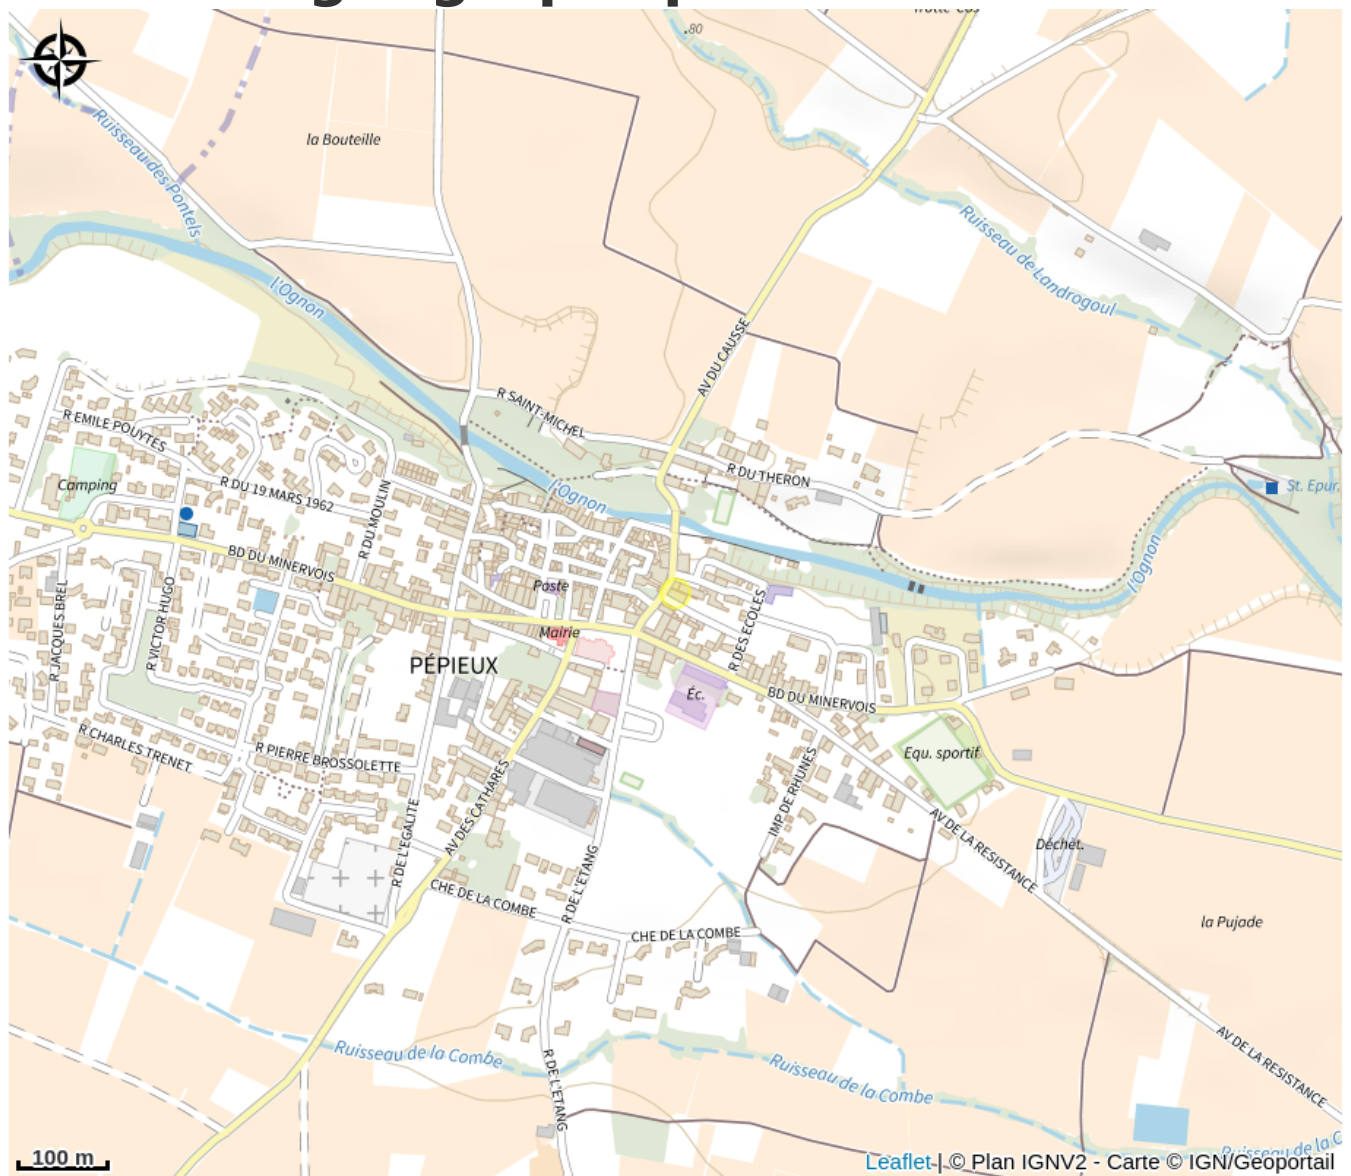 80
la Bouteille
Ruisseau des Pontels
l'Ognon
Ruisseau de Landrogoul
AV DU CAUSSE
R SAINT-MICHEL
R EMILE POUYTES
Camping
R DU 19 MARS 1962
R DU MOULIN
l'Ognon
R DU THERON
St. Epur.
l'Ognon
BD DU MINERVOIS
Poste
Mairie
R JACQUES BREL
R VICTOR HUGO
R DES ECOLES
PÉPIEUX
Éc.
BD DU MINERVOIS
R CHARLES TRENET
R PIERRE BROSSOLETTE
Equ. sportif
AV DES CATHARES
IMP DE RHUNES
R DE L'EGALITE
AV DE LA RESISTANCE
Déchet.
R DE L'ETANG
CHE DE LA COMBE
CHE DE LA COMBE
la Pujade
Ruisseau de la Combe
R DE L'ETANG
Ruisseau de la Combe
AV DE LA RESISTANCE
Ruisseau de la C
100 m
Leaflet | © Plan IGNV2 - Carte © IGN/Geoportail